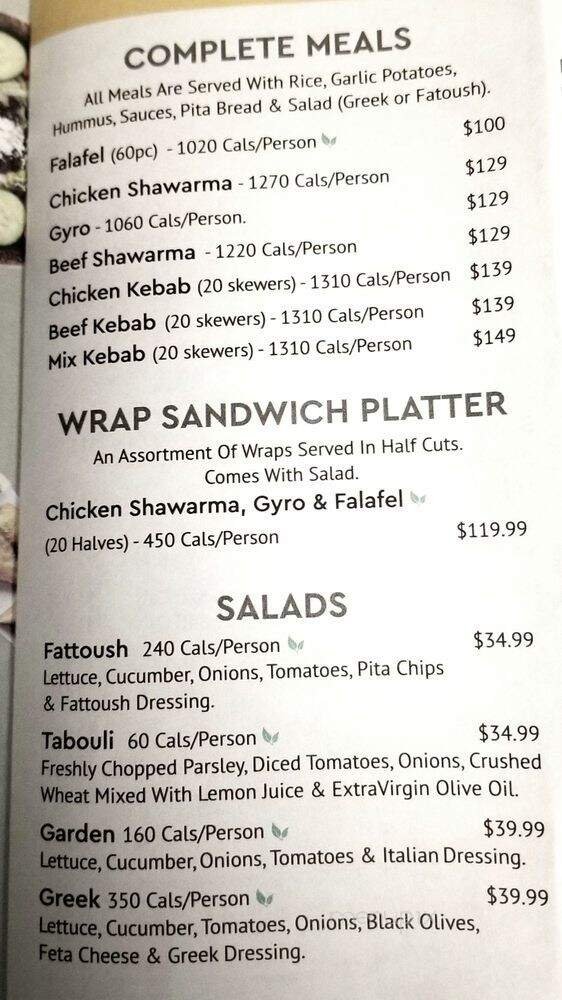 COMPLETE MEALS
All Meals Are Served With Rice, Garlic Potatoes,
Hummus, Sauces, Pita Bread & Salad (Greek or Fatoush).
Falafel (60pc) - 1020 Cals/Person $100
Chicken Shawarma - 1270 Cals/Person $129
Gyro - 1060 Cals/Person. $129
Beef Shawarma - 1220 Cals/Person $129
Chicken Kebab (20 skewers) - 1310 Cals/Person $139
Beef Kebab (20 skewers) - 1310 Cals/Person $139
Mix Kebab (20 skewers) - 1310 Cals/Person $149
WRAP SANDWICH PLATTER
An Assortment Of Wraps Served In Half Cuts.
Comes With Salad.
Chicken Shawarma, Gyro & Falafel
(20 Halves) - 450 Cals/Person $119.99
SALADS
Fattoush 240 Cals/Person $34.99
Lettuce, Cucumber, Onions, Tomatoes, Pita Chips
& Fattoush Dressing.
Tabouli 60 Cals/Person $34.99
Freshly Chopped Parsley, Diced Tomatoes, Onions, Crushed
Wheat Mixed With Lemon Juice & ExtraVirgin Olive Oil.
Garden 160 Cals/Person $39.99
Lettuce, Cucumber, Onions, Tomatoes & Italian Dressing.
Greek 350 Cals/Person $39.99
Lettuce, Cucumber, Tomatoes, Onions, Black Olives,
Feta Cheese & Greek Dressing.